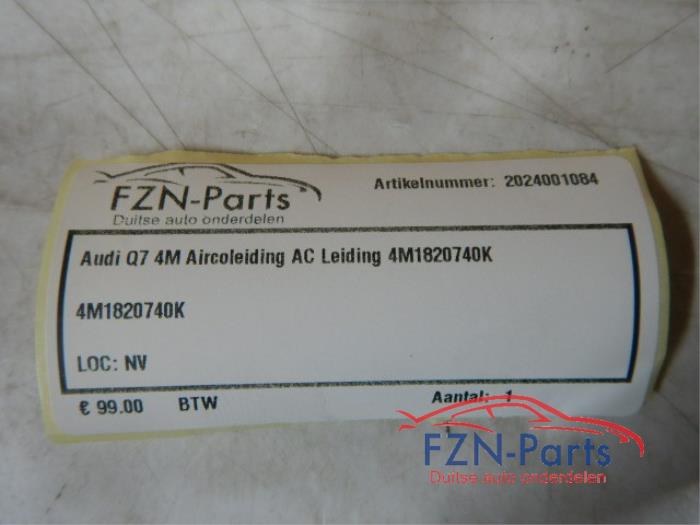 FZN-Parts
Duitse auto onderdelen
Artikelnummer: 2024001084
Audi Q7 4M Aircoleiding AC Leiding 4M1820740K
4M1820740K
LOC: NV
€ 99.00 BTW Aantal: 1
FZN-Parts
Duitse auto onderdelen